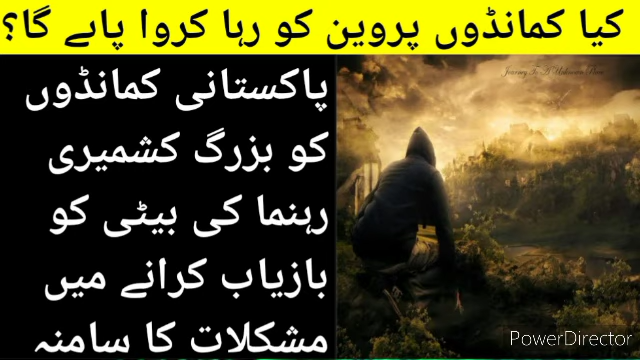 کیا کمانڈوں پروین کو رہا کروا پاۓ گا؟
پاکستانی کمانڈوں
کو بزرگ کشمیری
رہنما کی بیٹی کو
بازیاب کرانے میں
مشکلات کا سامنہ
PowerDirector